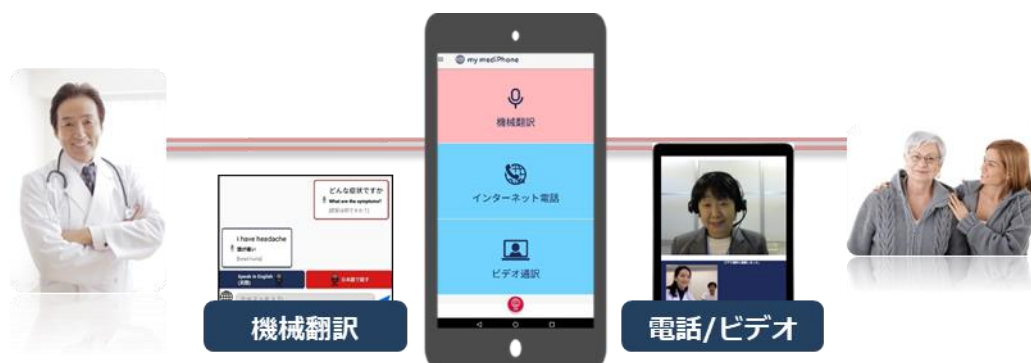 my mediPhone
機械翻訳
インターネット電話
ビデオ通訳
どんな症状ですか
What are the symptoms?
i have headache
頭が痛い
Speak in English
(英語)
日本語で話す
機械翻訳
電話/ビデオ